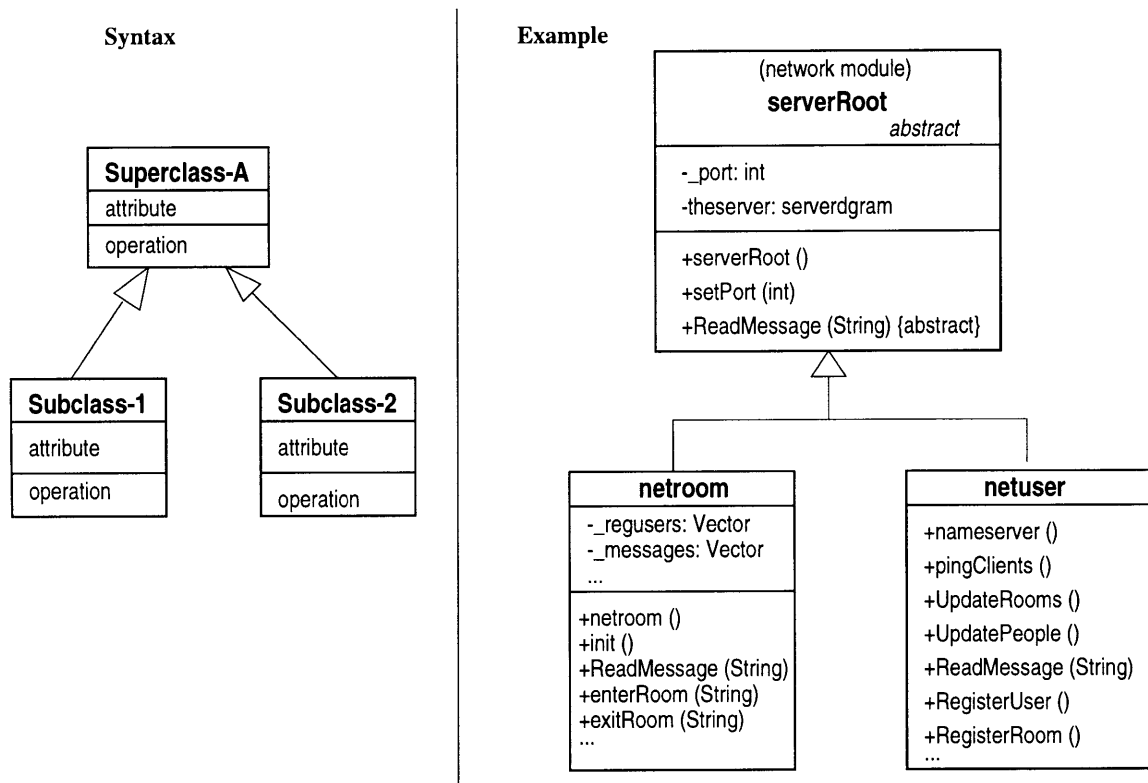 Syntax
Superclass-A
attribute
operation
Subclass-1
attribute
operation
Subclass-2
attribute
operation
Example
(network module)
serverRoot
abstract
-_port: int
-theserver: serverdgram
+serverRoot ()
+setPort (int)
+ReadMessage (String) {abstract}
netroom
-_regusers: Vector
-_messages: Vector
...
+netroom ()
+init ()
+ReadMessage (String)
+enterRoom (String)
+exitRoom (String)
...
netuser
+nameserver ()
+pingClients ()
+UpdateRooms ()
+UpdatePeople ()
+ReadMessage (String)
+RegisterUser ()
+RegisterRoom ()
...